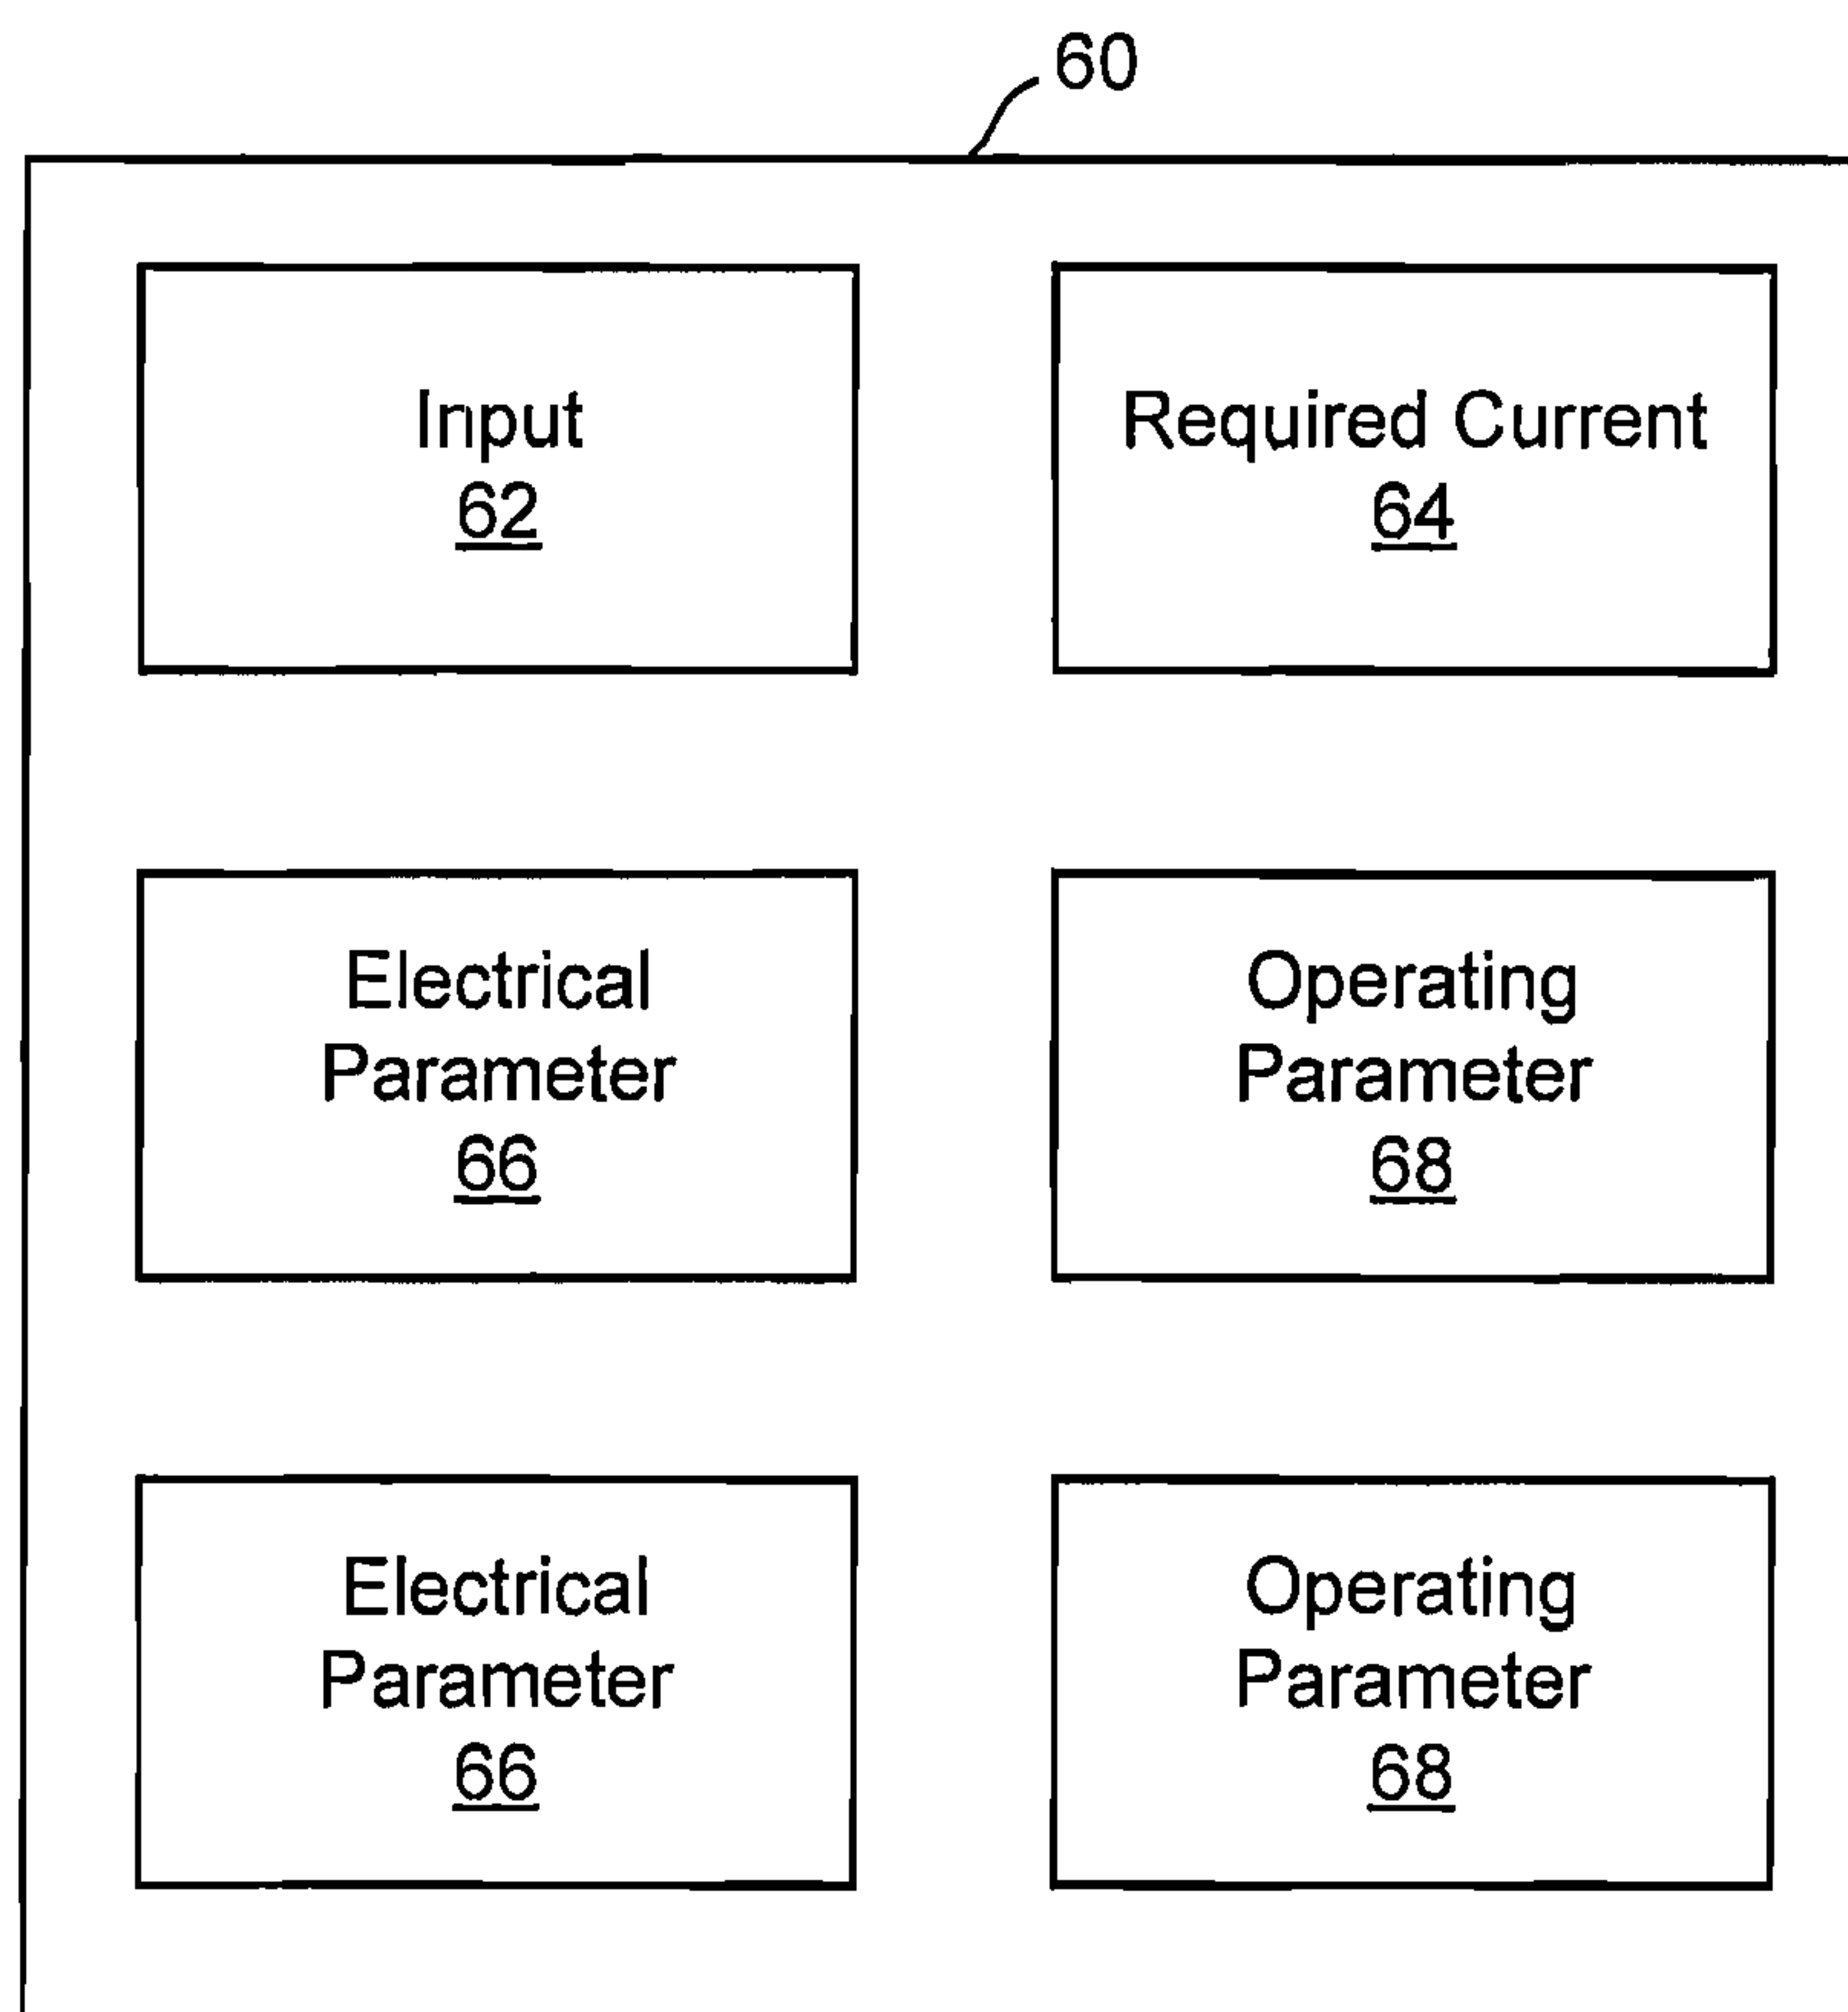 60
Input
62
Required Current
64
Electrical
Parameter
66
Operating
Parameter
68
Electrical
Parameter
66
Operating
Parameter
68